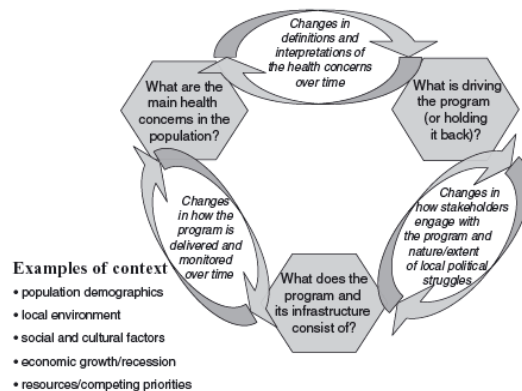 Changes in
definitions and
interpretations of
the health concerns
over time
What are the
main health
concerns in the
population?
What is driving
the program
(or holding
it back)?
Changes
in how the
program is
delivered and
monitored
over time
Changes in
how stakeholders
engage with
the program and
nature/extent
of local political
struggles
What does the
program and
its infrastructure
consist of?
Examples of context
• population demographics
• local environment
• social and cultural factors
• economic growth/recession
• resources/competing priorities